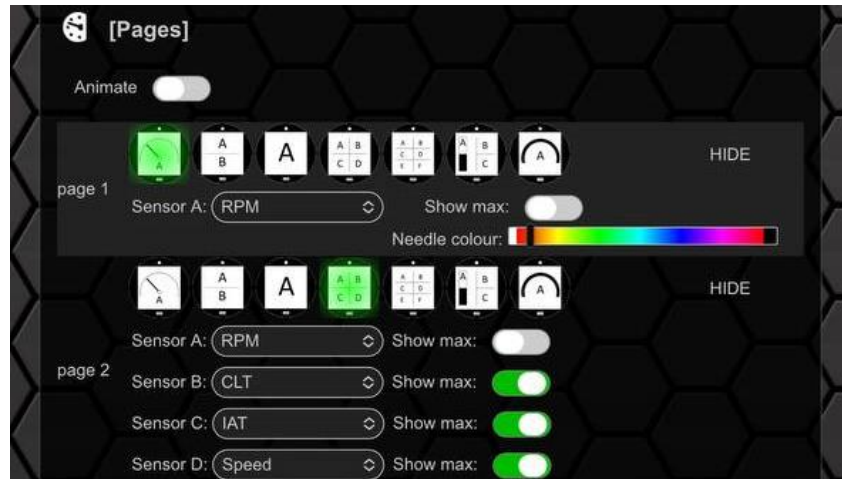 [Pages]
Animate
A
A
B
A
A B
C D
A B
C D
E F
A B
C
A
HIDE
page 1
Sensor A: RPM
Show max:
Needle colour:
A
A
B
A
A B
C D
A B
C D
E F
A B
C
A
HIDE
page 2
Sensor A: RPM
Show max:
Sensor B: CLT
Show max:
Sensor C: IAT
Show max:
Sensor D: Speed
Show max: